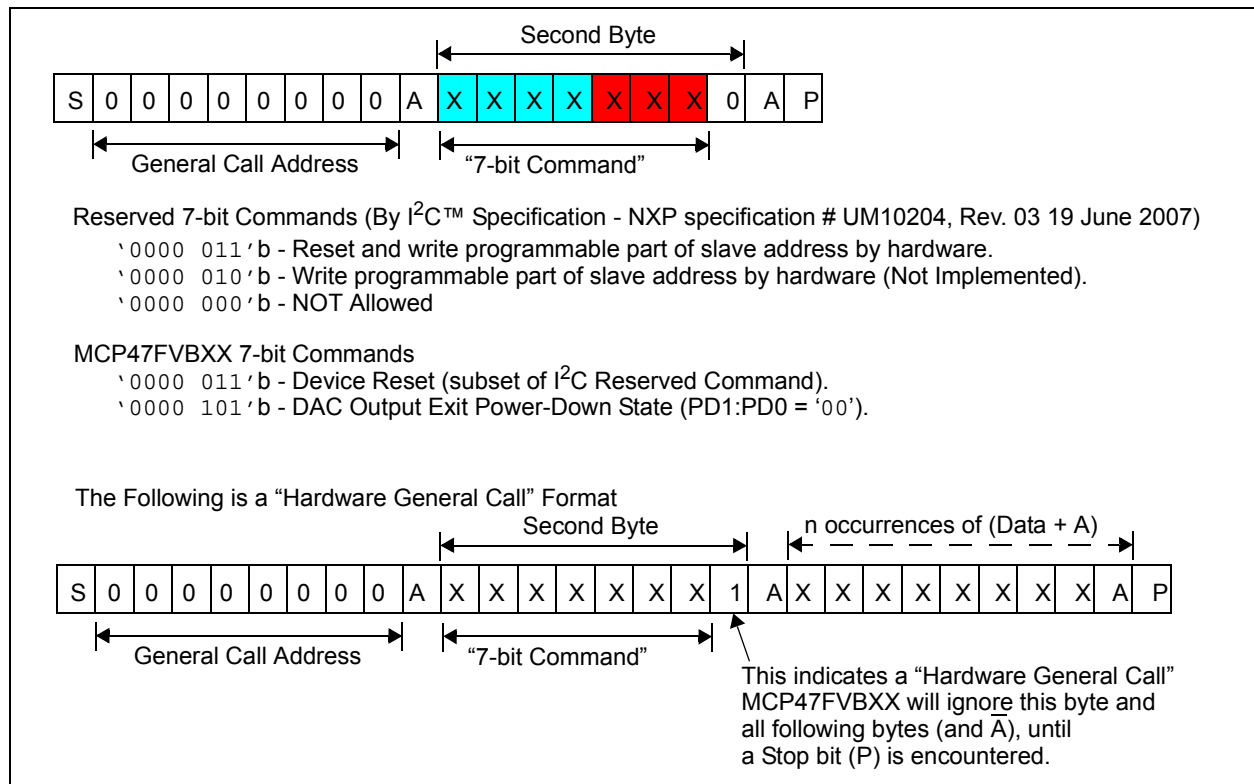 Second Byte
S 0 0 0 0 0 0 0 0 A X X X X X X X 0 A P
General Call Address "7-bit Command"
Reserved 7-bit Commands (By I²C™ Specification - NXP specification # UM10204, Rev. 03 19 June 2007)
‘0000 011’b - Reset and write programmable part of slave address by hardware.
‘0000 010’b - Write programmable part of slave address by hardware (Not Implemented).
‘0000 000’b - NOT Allowed
MCP47FVBXX 7-bit Commands
‘0000 011’b - Device Reset (subset of I²C Reserved Command).
‘0000 101’b - DAC Output Exit Power-Down State (PD1:PD0 = ‘00’).
The Following is a “Hardware General Call” Format
Second Byte n occurrences of (Data + A)
S 0 0 0 0 0 0 0 0 A X X X X X X X 1 A X X X X X X X X A P
General Call Address “7-bit Command”
This indicates a “Hardware General Call”
MCP47FVBXX will ignore this byte and
all following bytes (and A̅), until
a Stop bit (P) is encountered.